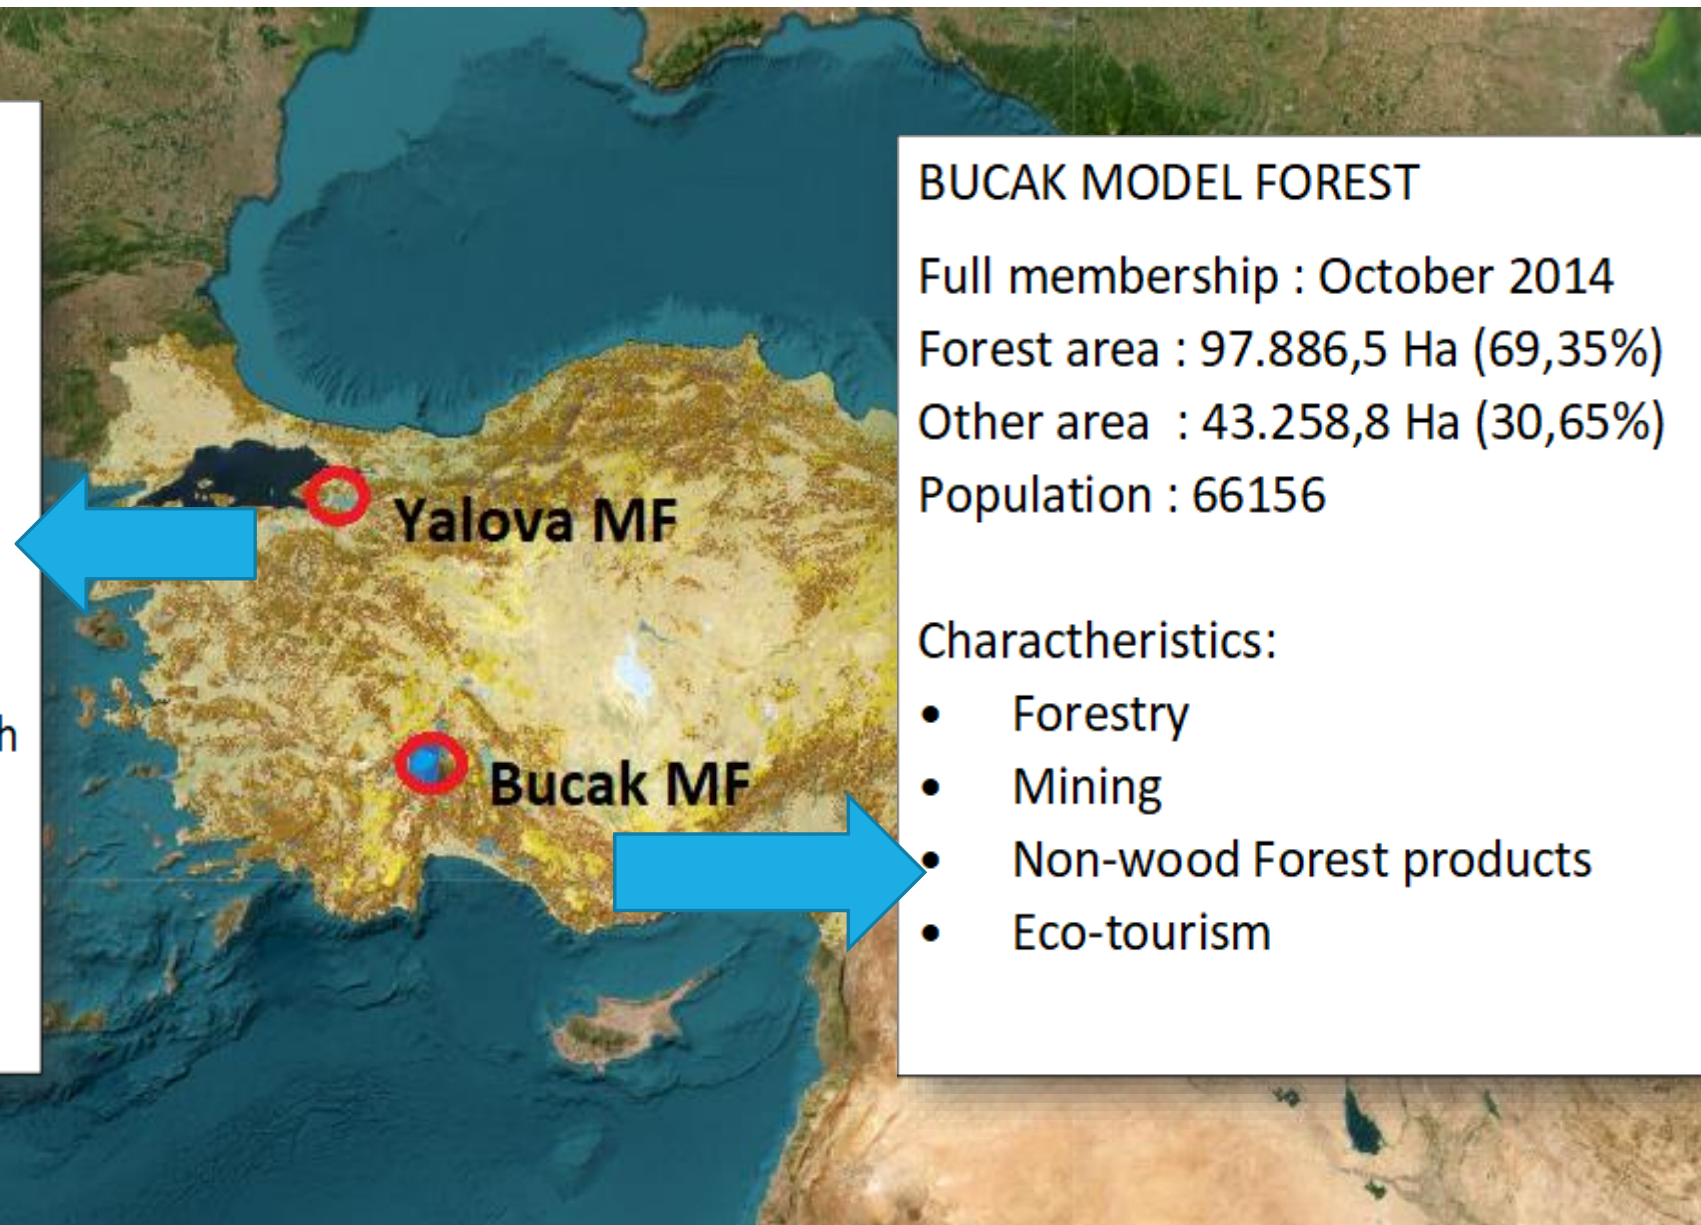 h
Yalova MF
Bucak MF
BUCAK MODEL FOREST
Full membership : October 2014
Forest area : 97.886,5 Ha (69,35%)
Other area : 43.258,8 Ha (30,65%)
Population : 66156
Charactheristics:
• Forestry
• Mining
• Non-wood Forest products
• Eco-tourism